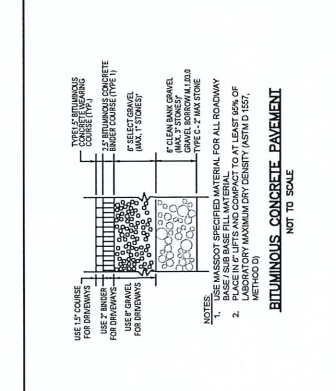 TYPE 1.5" BITUMINOUS
CONCRETE WEARING
COURSE (TYP.)
2.5" BITUMINOUS CONCRETE
BINDER COURSE (TYPE 1)
6" SELECT GRAVEL
(MAX. 1" STONES)"
6" CLEAN BANK GRAVEL
(MAX. 3" STONES)"
GRAVEL BORROW M.1.03.0
TYPE C - 2" MAX STONE
USE 1.5" COURSE
FOR DRIVEWAYS
USE 2" BINDER
FOR DRIVEWAYS
USE 8" GRAVEL
FOR DRIVEWAYS
NOTES:
1. USE MASSDOT SPECIFIED MATERIAL FOR ALL ROADWAY
BASE / SUB BASE FILL MATERIAL
2. PLACE IN 6" LIFTS AND COMPACT TO AT LEAST 95% OF
LABORATORY MAXIMUM DRY DENSITY (ASTM D 1557,
METHOD D)
BITUMINOUS CONCRETE PAVEMENT
NOT TO SCALE